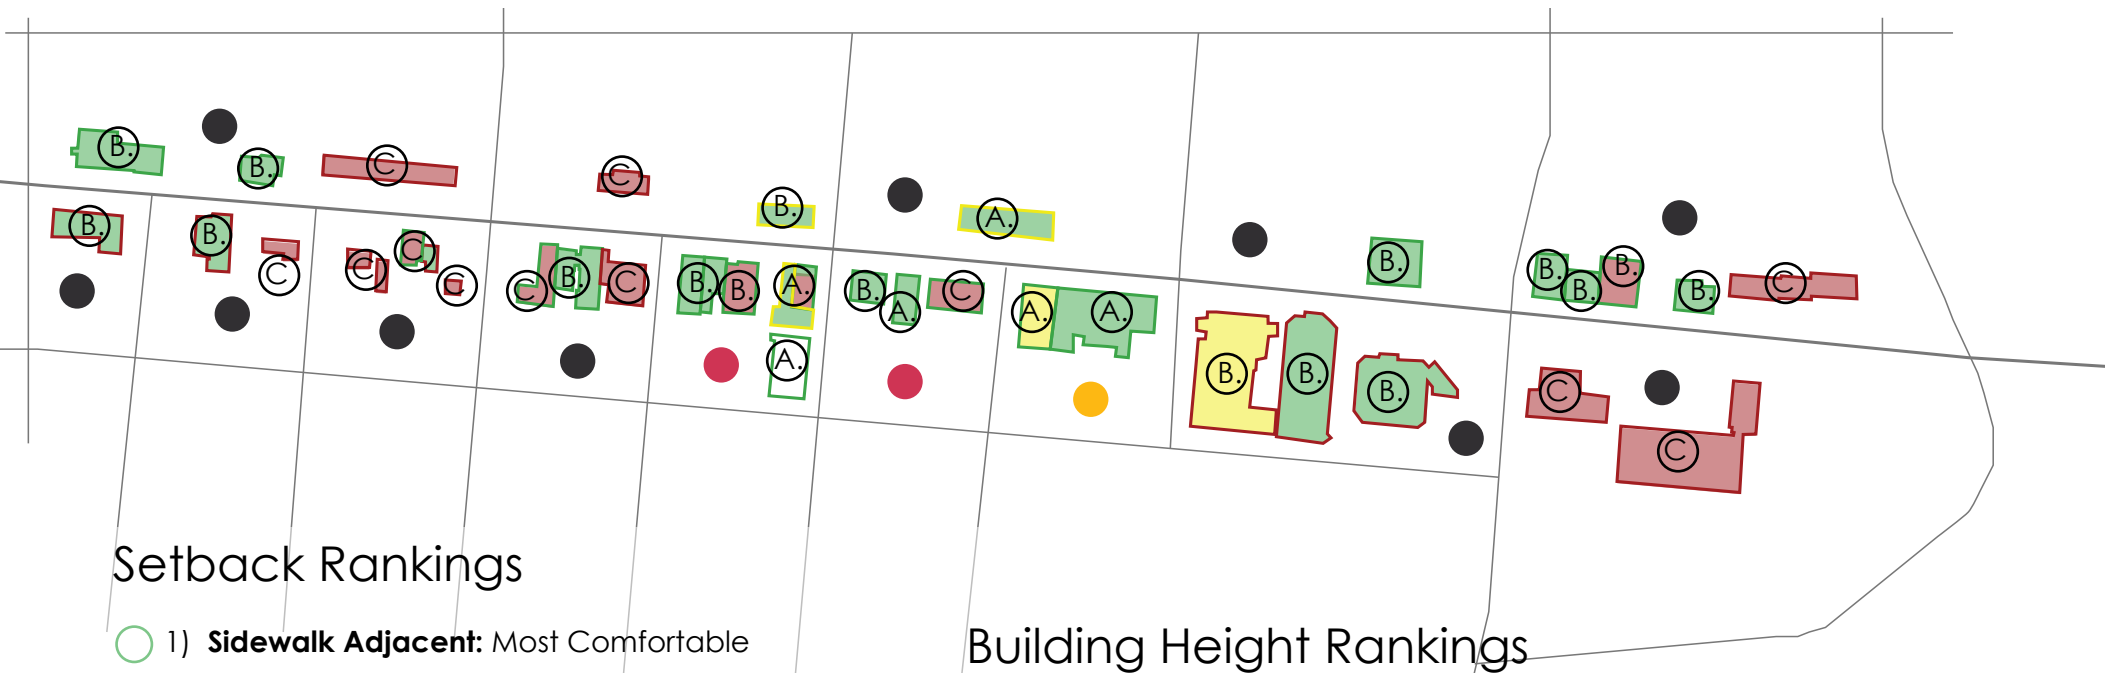 B.
B.
C
C
B.
A.
B.
B.
B.
B.
C
B.
B.
C
C
C
C
C
B.
C
B.
B.
A.
A.
B.
A.
C
A.
A.
B.
B.
B.
C
C
Setback Rankings
1) Sidewalk Adjacent: Most Comfortable
Building Height Rankings